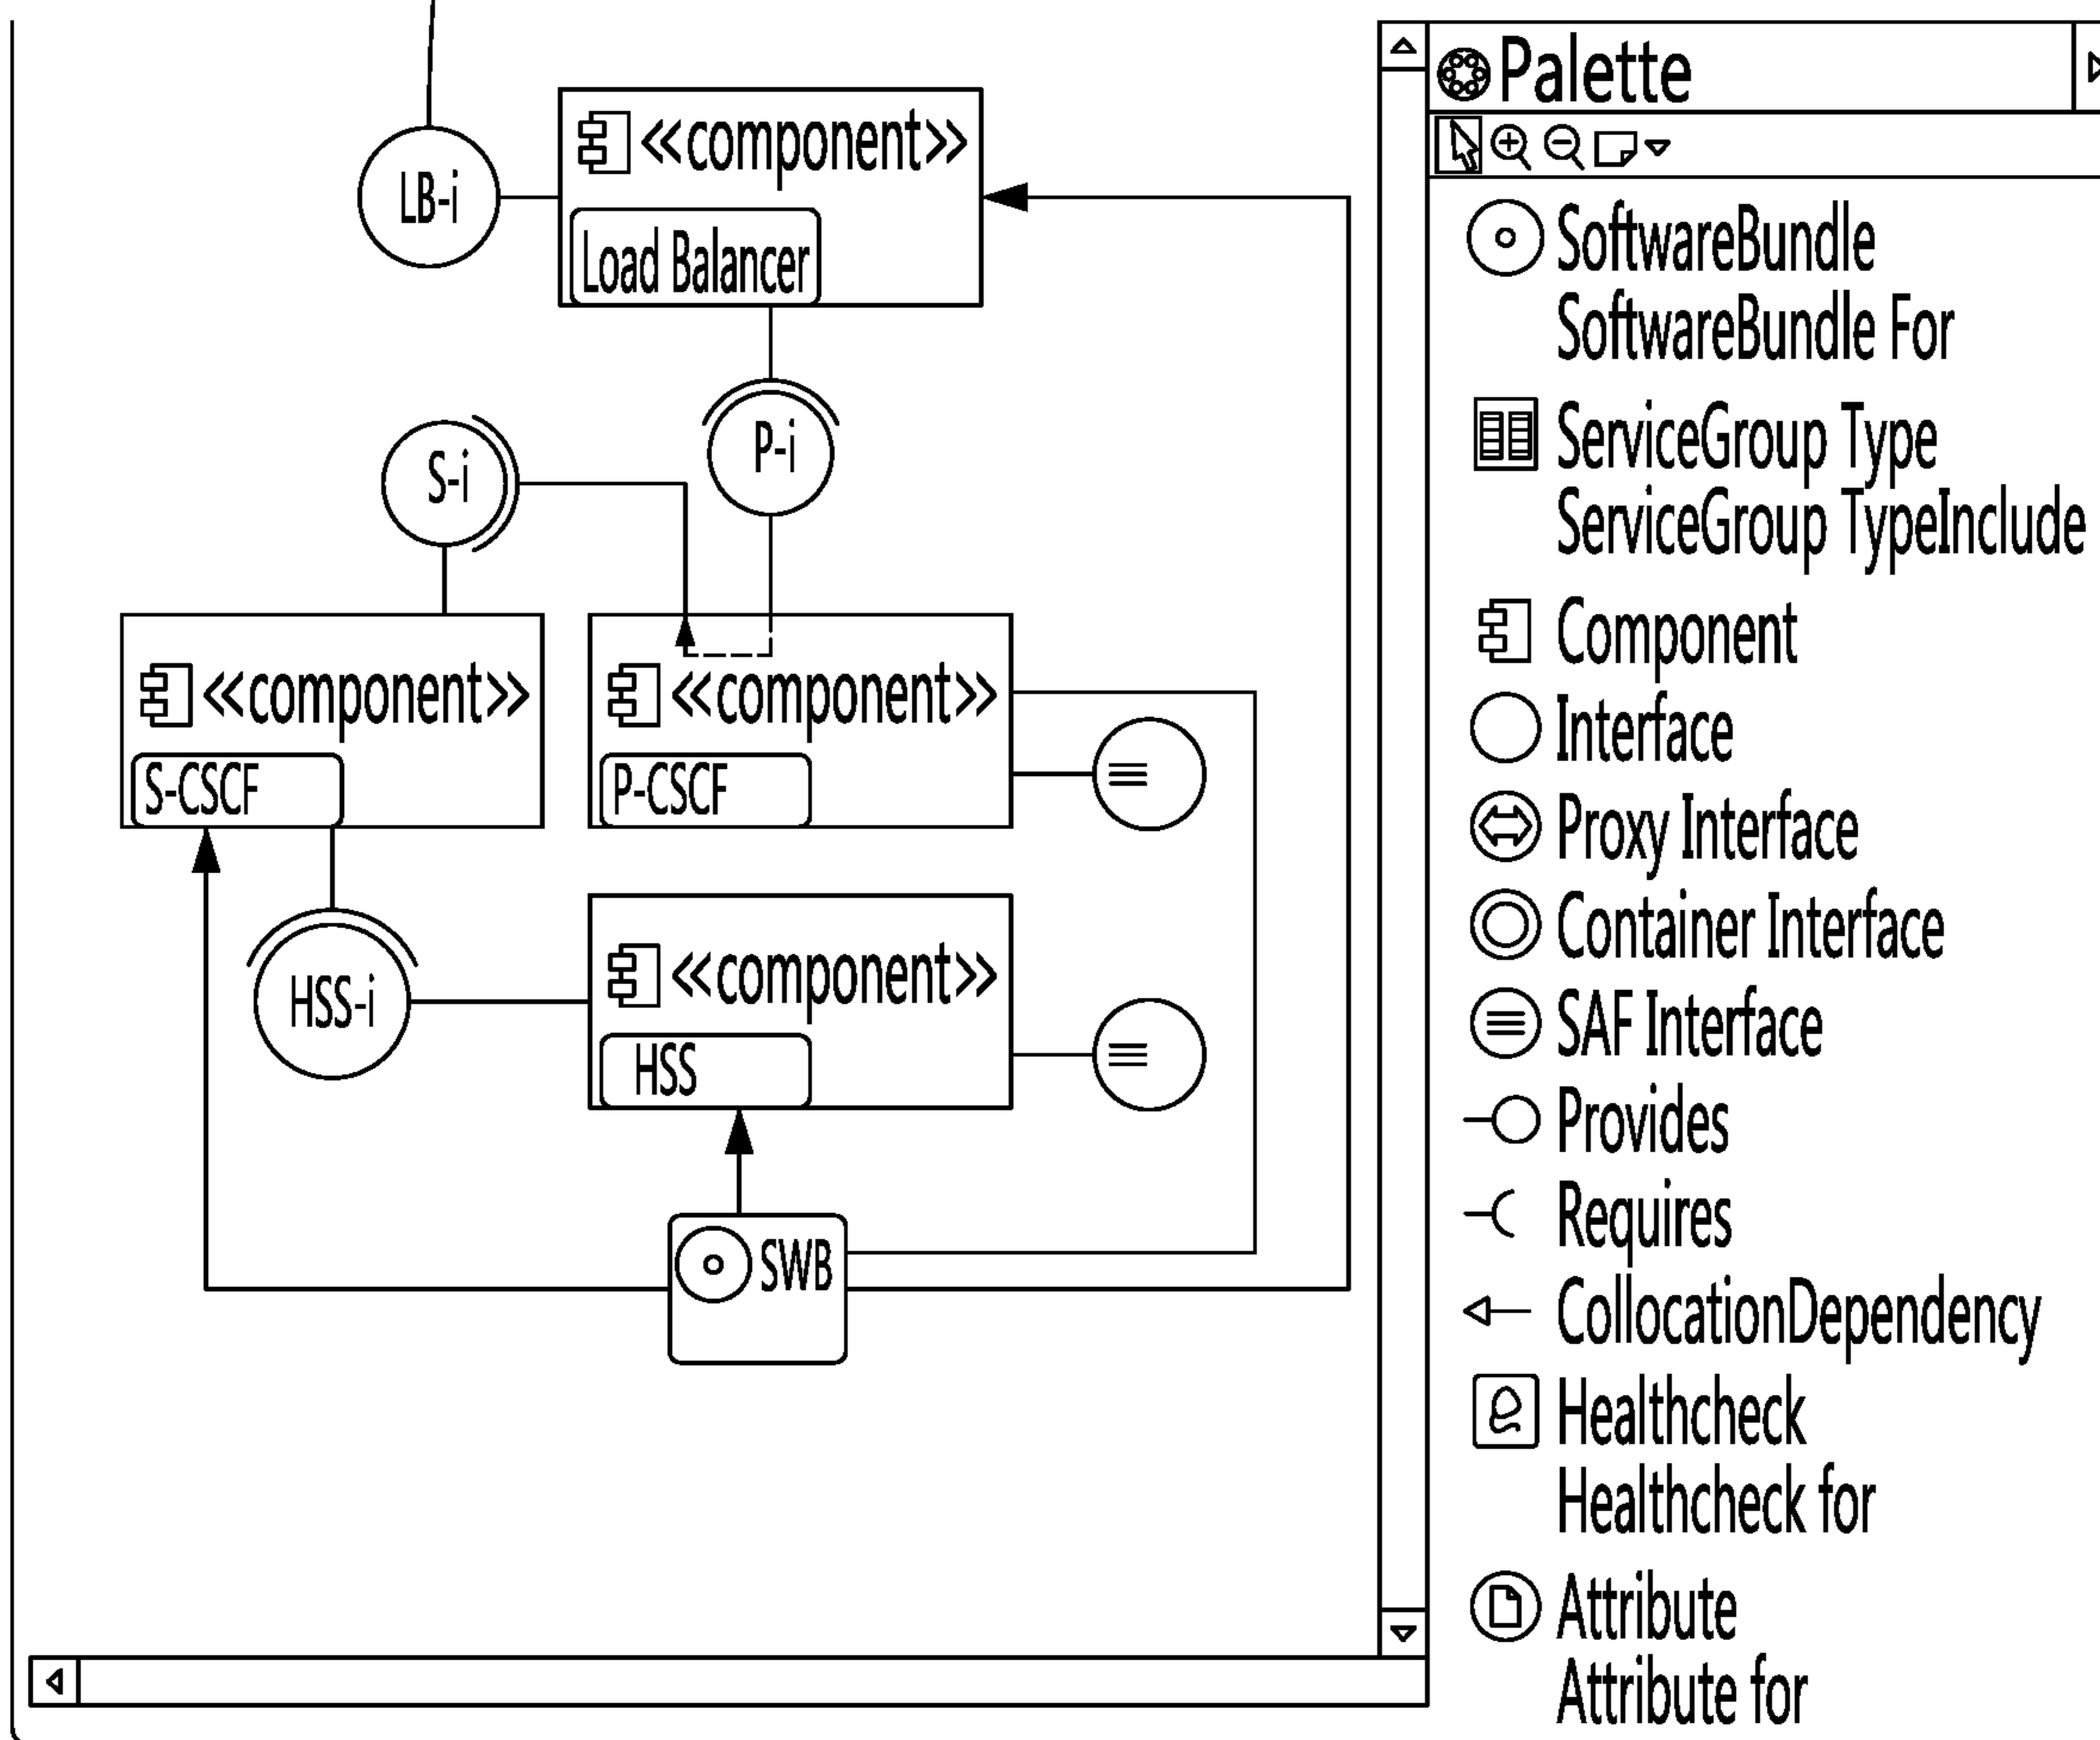 <<component>>
LB-i
Load Balancer
P-i
S-i
<<component>>
S-CSCF
<<component>>
P-CSCF
HSS-i
<<component>>
HSS
SWB
Palette
SoftwareBundle
SoftwareBundle For
ServiceGroup Type
ServiceGroup TypeInclude
Component
Interface
Proxy Interface
Container Interface
SAF Interface
Provides
Requires
CollocationDependency
Healthcheck
Healthcheck for
Attribute
Attribute for